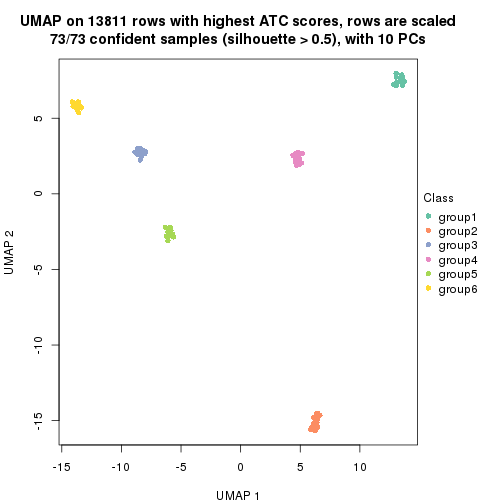 UMAP on 13811 rows with highest ATC scores, rows are scaled
73/73 confident samples (silhouette > 0.5), with 10 PCs
5
0
-5
-10
-15
UMAP 2
-15
-10
-5
0
5
10
UMAP 1
Class
group1
group2
group3
group4
group5
group6